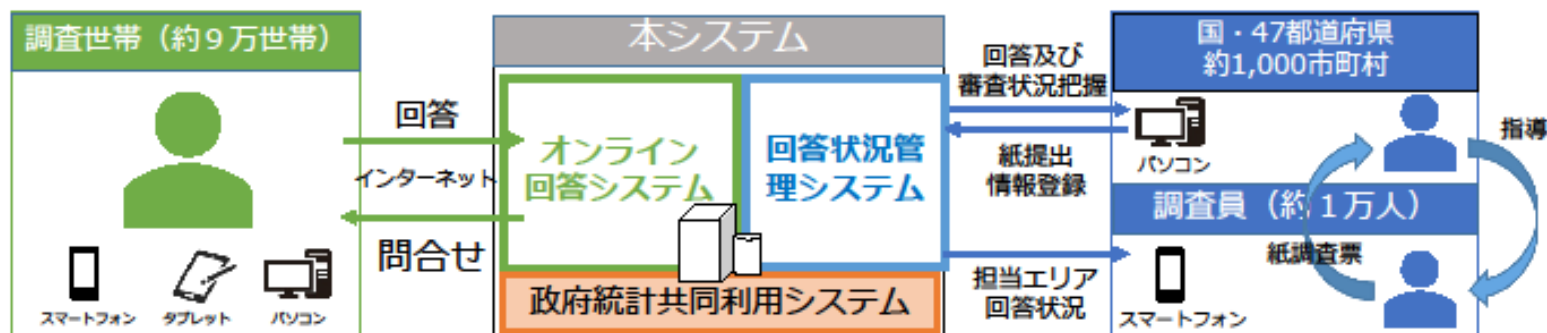 調査世帯（約９万世帯）
スマートフォン
タブレット
パソコン
回答
インターネット
問合せ
本システム
オンライン
回答システム
回答状況管
理システム
政府統計共同利用システム
回答及び
審査状況把握
紙提出
情報登録
担当エリア
回答状況
国・47都道府県
約1,000市町村
パソコン
指導
調査員（約１万人）
紙調査票
スマートフォン